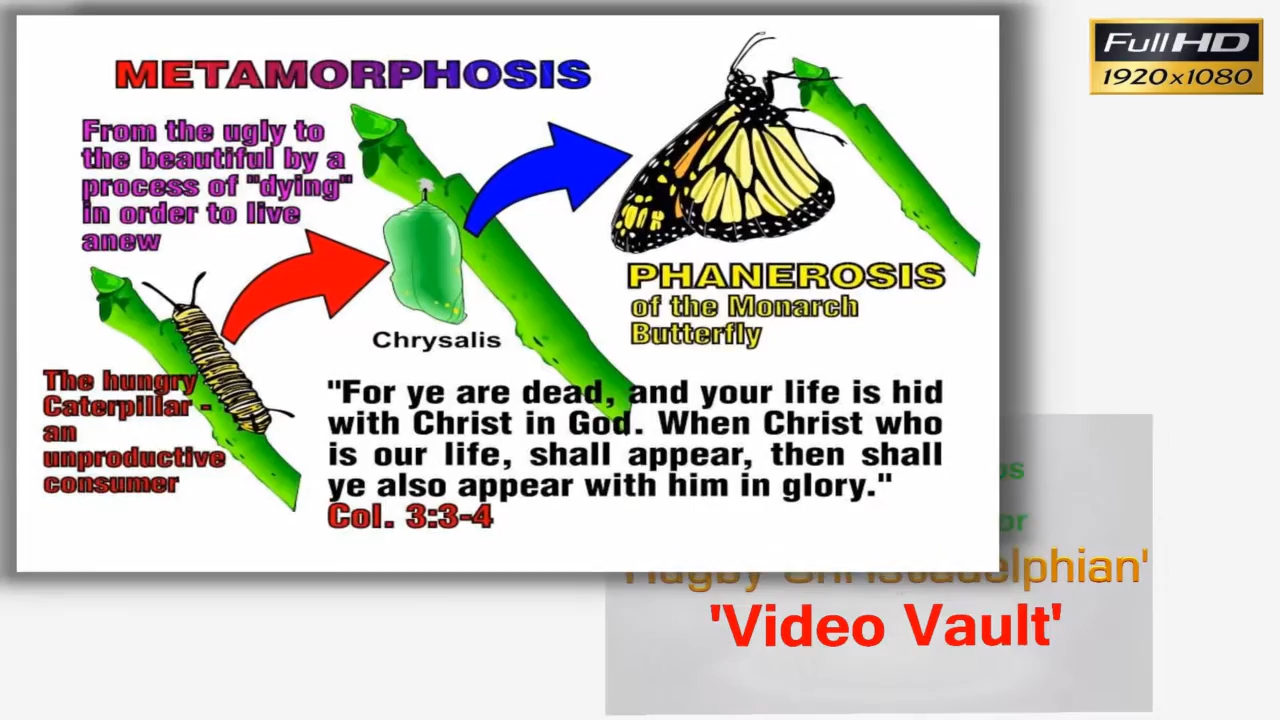 METAMORPHOSIS
From the ugly to
the beautiful by a
process of "dying"
in order to live
anew
Chrysalis
The hungry
Caterpillar -
an
unproductive
consumer
PHANEROSIS
of the Monarch
Butterfly
"For ye are dead, and your life is hid
with Christ in God. When Christ who
is our life, shall appear, then shall
ye also appear with him in glory."
Col. 3:3-4
Full HD
1920x1080
'Video Vault'